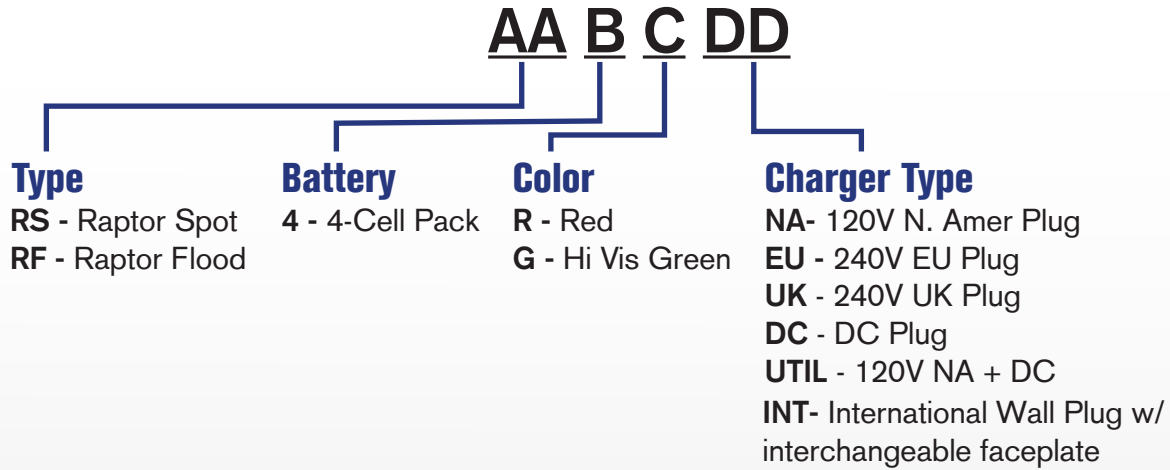 AA B C DD
Type
RS - Raptor Spot
RF - Raptor Flood
Battery
4 - 4-Cell Pack
Color
R - Red
G - Hi Vis Green
Charger Type
NA- 120V N. Amer Plug
EU - 240V EU Plug
UK - 240V UK Plug
DC - DC Plug
UTIL - 120V NA + DC
INT- International Wall Plug w/
interchangeable faceplate